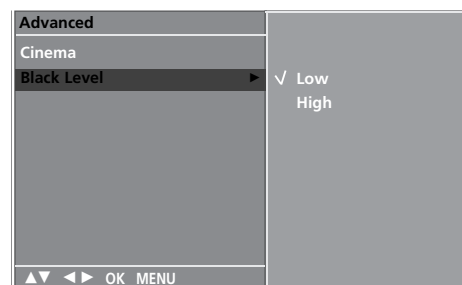 Advanced
Cinema
Black Level ►
√ Low
High
▲▼ ◄► OK MENU